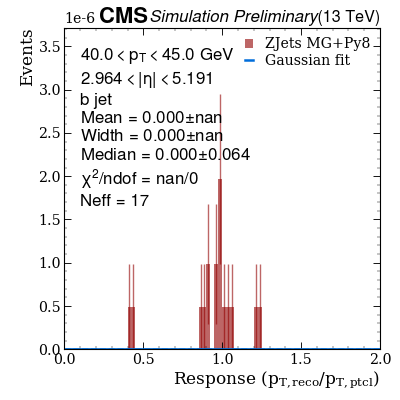 1e-6 CMS Simulation Preliminary (13 TeV)
Events
ZJets MG+Py8
Gaussian fit
40.0 < pT < 45.0 GeV
2.964 < |η| < 5.191
b jet
Mean = 0.000±nan
Width = 0.000±nan
Median = 0.000±0.064
χ²/ndof = nan/0
Neff = 17
3.5
3.0
2.5
2.0
1.5
1.0
0.5
0.0
0.0 0.5 1.0 1.5 2.0
Response (pT,reco/pT,ptcl)